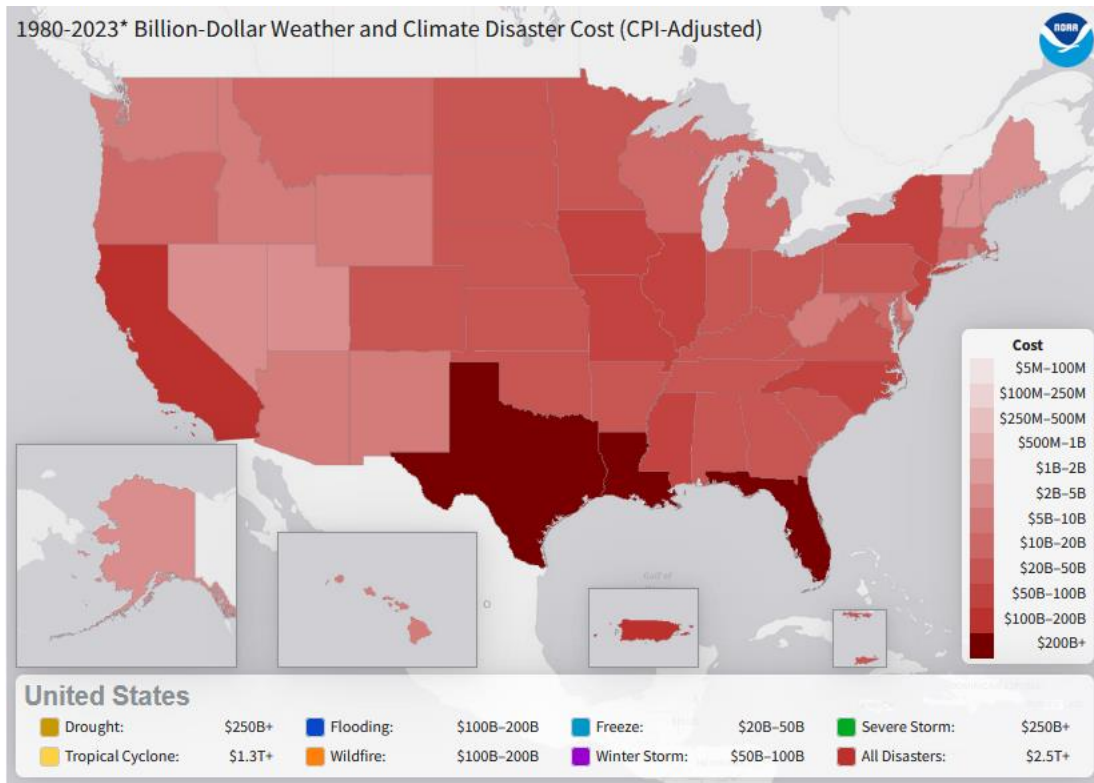 1980-2023* Billion-Dollar Weather and Climate Disaster Cost (CPI-Adjusted)
NOAA
Cost
$5M–100M
$100M–250M
$250M–500M
$500M–1B
$1B–2B
$2B–5B
$5B–10B
$10B–20B
$20B–50B
$50B–100B
$100B–200B
$200B+
Gulf of
United States
Drought: $250B+ Flooding: $100B–200B Freeze: $20B–50B Severe Storm: $250B+
Tropical Cyclone: $1.3T+ Wildfire: $100B–200B Winter Storm: $50B–100B All Disasters: $2.5T+